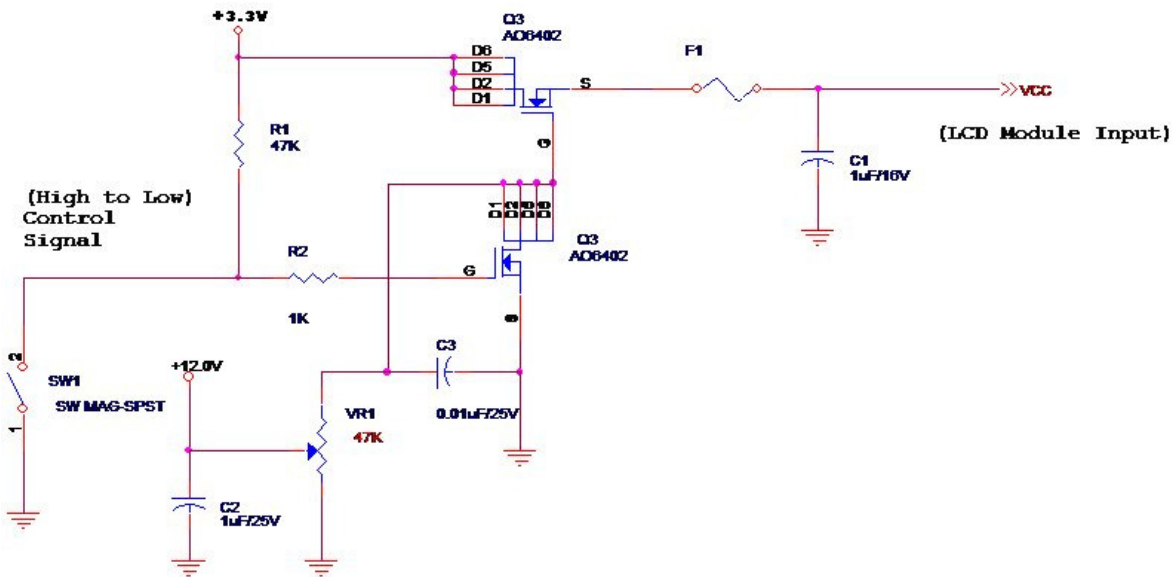 +3.3V
Q3
AO6402
D6
D5
D2
D1
S
F1
VCC
(LCD Module Input)
R1
47K
G
C1
1uF/16V
(High to Low)
Control
Signal
D1
D2
Q3
AO6402
R2
G
1K
S
2
+12.0V
C3
SW1
SW MAG-SPST
1
VR1
47K
0.01uF/25V
C2
1uF/25V